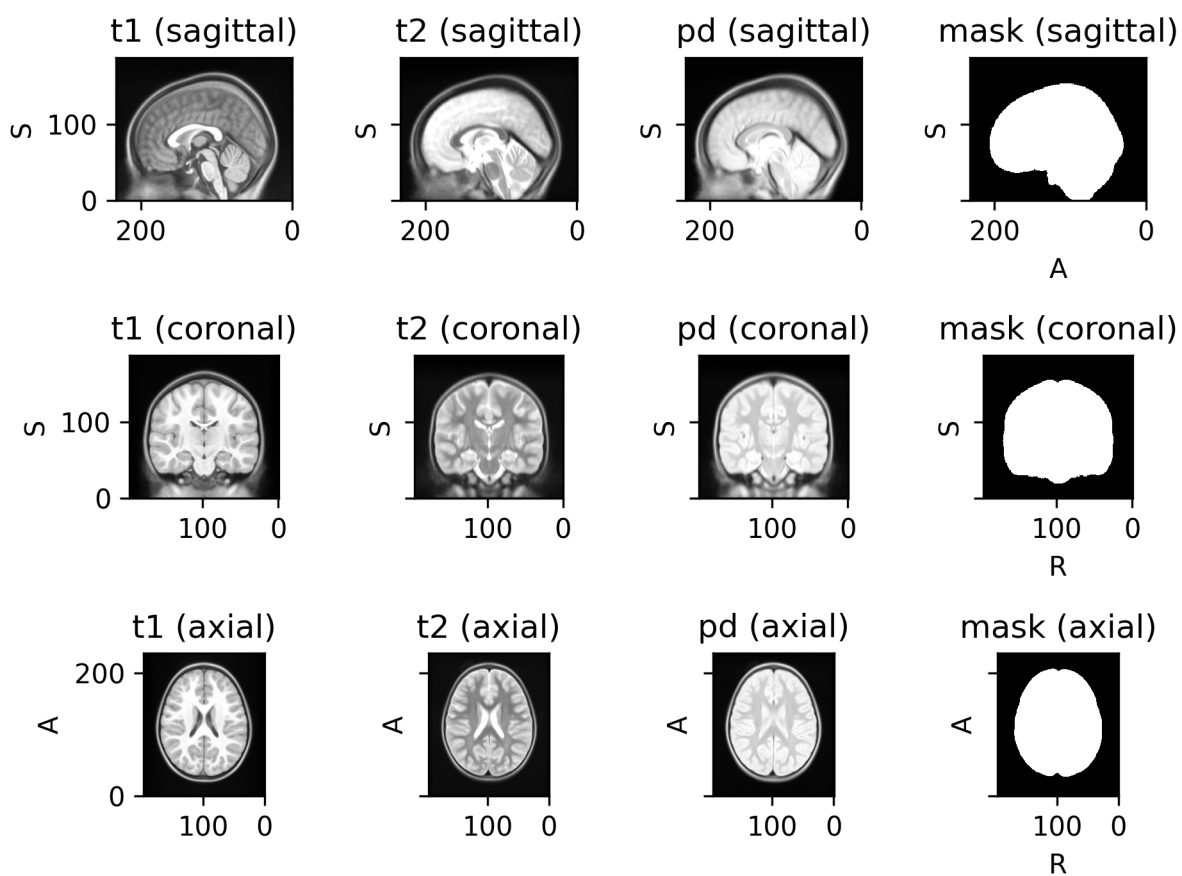 t1 (sagittal) t2 (sagittal) pd (sagittal) mask (sagittal)
S 100 S S S
0
200 0 200 0 200 0 200 0
A
t1 (coronal) t2 (coronal) pd (coronal) mask (coronal)
S 100 S S S
0
100 0 100 0 100 0 100 0
R
t1 (axial) t2 (axial) pd (axial) mask (axial)
200
A A A A
0
100 0 100 0 100 0 100 0
R